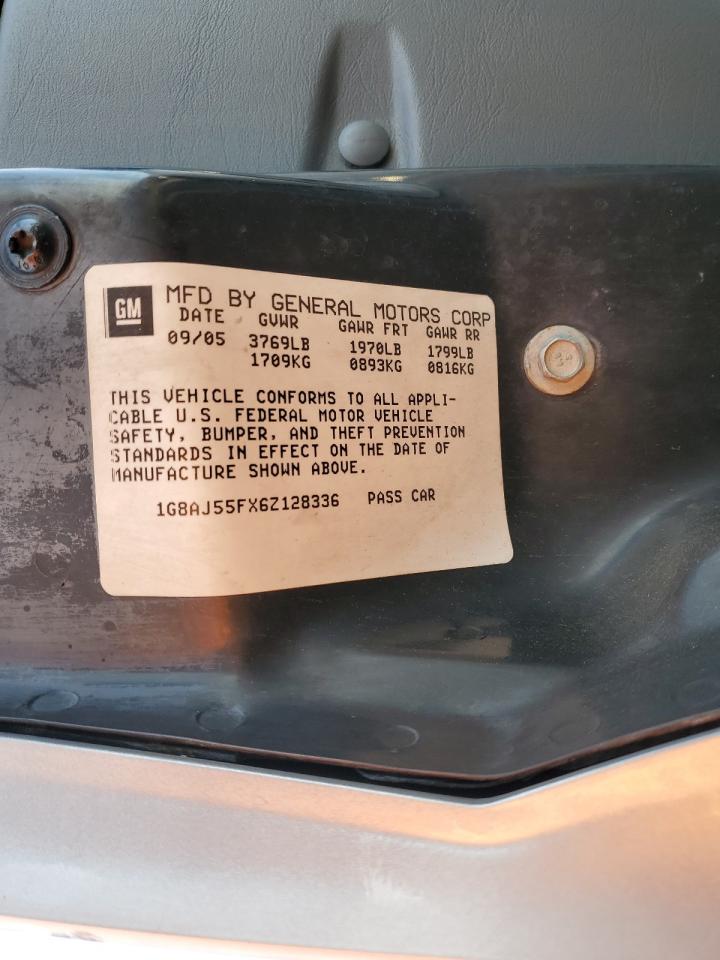 GM
MFD BY GENERAL MOTORS CORP
DATE GVWR GAWR FRT GAWR RR
09/05 3769LB 1970LB 1799LB
1709KG 0893KG 0816KG
THIS VEHICLE CONFORMS TO ALL APPLI-
CABLE U.S. FEDERAL MOTOR VEHICLE
SAFETY, BUMPER, AND THEFT PREVENTION
STANDARDS IN EFFECT ON THE DATE OF
MANUFACTURE SHOWN ABOVE.
1G8AJ55FX6Z128336 PASS CAR